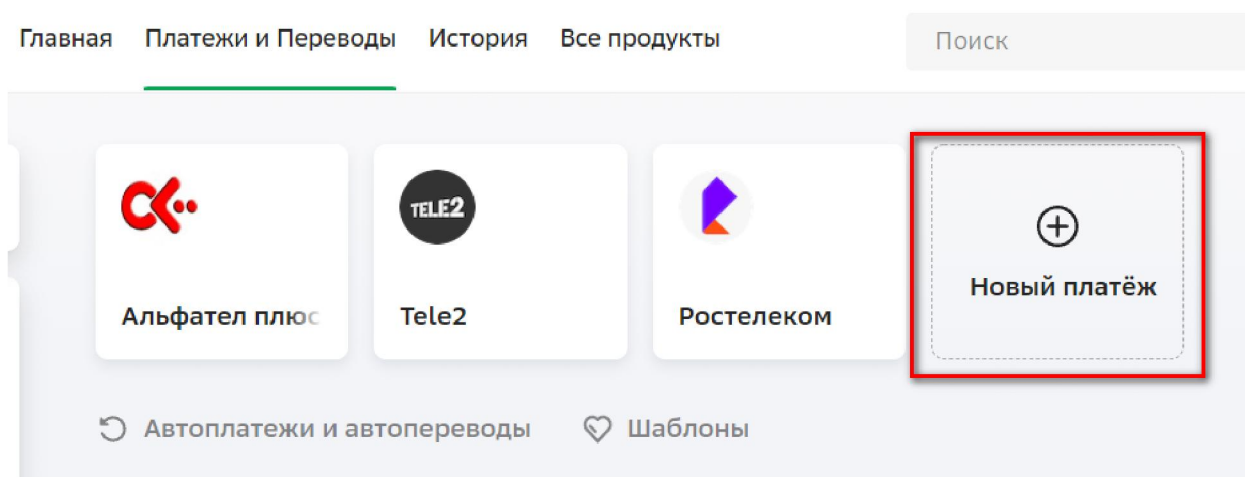 Главная Платежи и Переводы История Все продукты Поиск
TELE2
Альфател плюс Tele2 Ростелеком Новый платёж
Автоплатежи и автопереводы Шаблоны